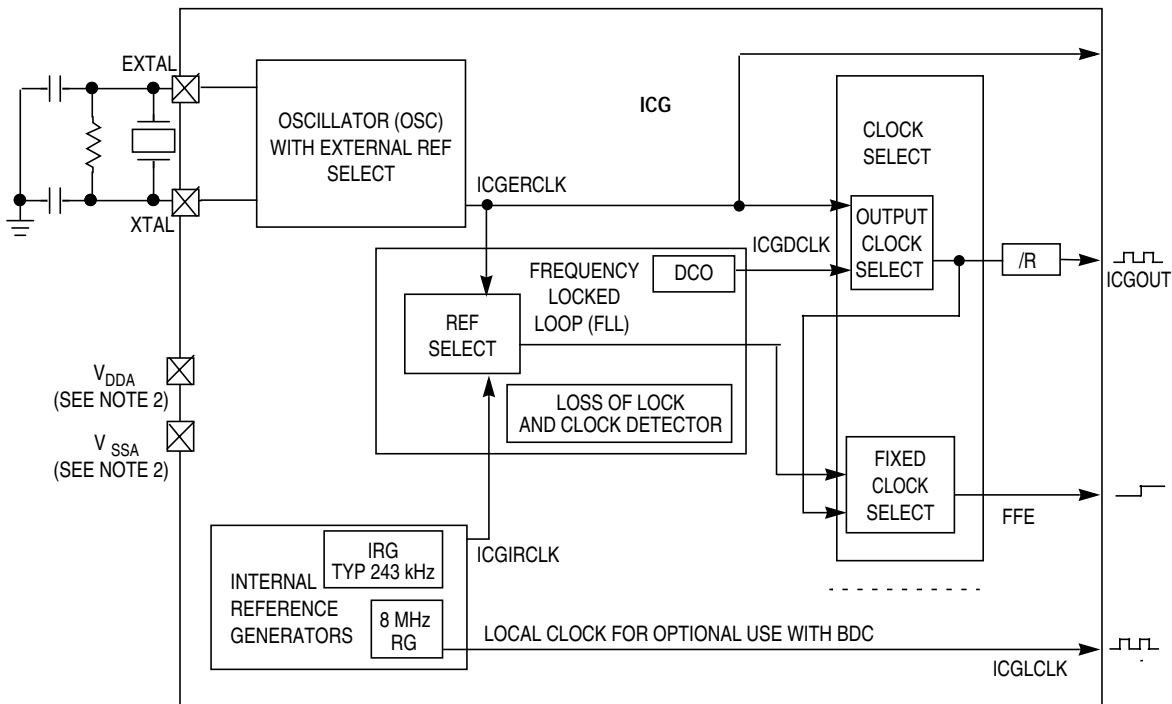 EXTAL
XTAL
OSCILLATOR (OSC)
WITH EXTERNAL REF
SELECT
ICG
CLOCK
SELECT
ICGERCLK
OUTPUT
CLOCK
SELECT
ICGDCLK
/R
ICGOUT
FREQUENCY
LOCKED
LOOP (FLL)
DCO
REF
SELECT
LOSS OF LOCK
AND CLOCK DETECTOR
VDDA
(SEE NOTE 2)
V SSA
(SEE NOTE 2)
FIXED
CLOCK
SELECT
FFE
ICGIRCLK
IRG
TYP 243 kHz
INTERNAL
REFERENCE
GENERATORS
8 MHz
RG
LOCAL CLOCK FOR OPTIONAL USE WITH BDC
ICGLCLK